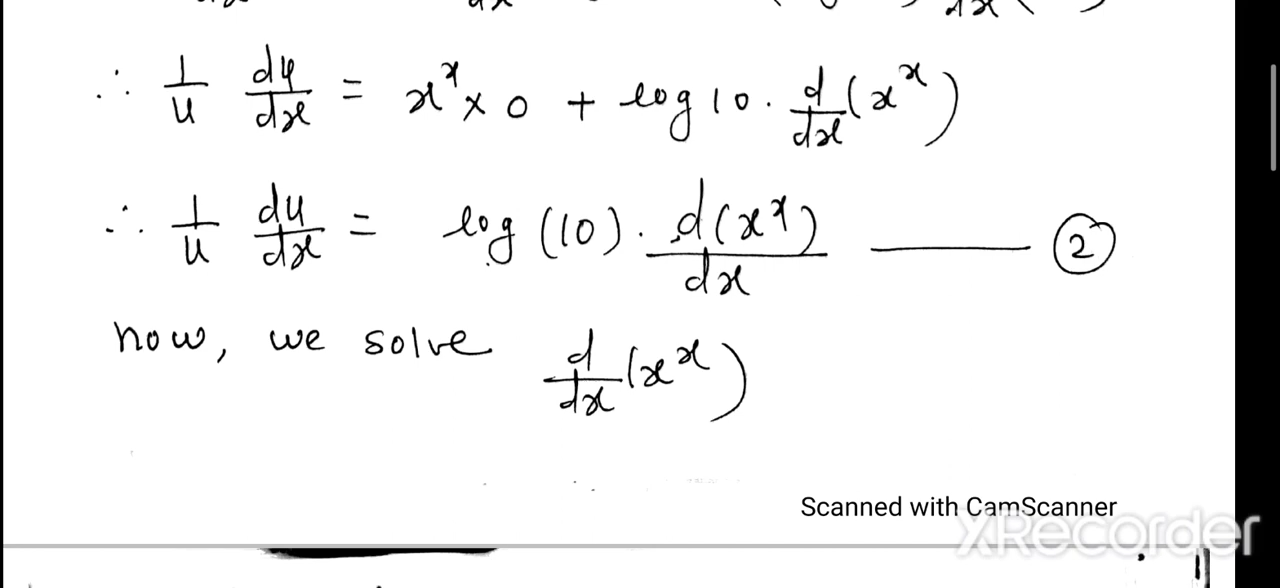 ∴ 1/u du/dx = x^x × 0 + log 10 · d/dx (x^x)
∴ 1/u du/dx = log (10) · d(x^x)/dx ——— ②
now, we solve d/dx (x^x)
Scanned with CamScanner
XRecorder